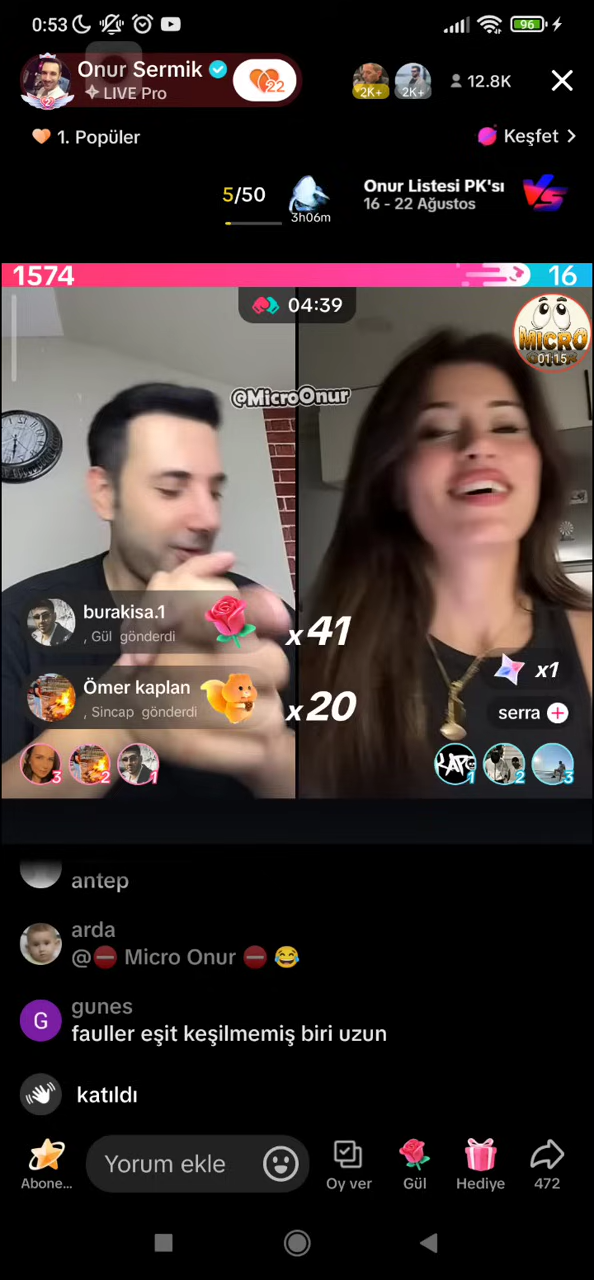 0:53
96
Onur Sermik
LIVE Pro
22
2K+
2K+
12.8K
1. Popüler
Keşfet
5/50
3h06m
Onur Listesi PK'sı
16 - 22 Ağustos
VS
1574
16
04:39
MICRO
01:15
@MicroOnur
burakisa.1
, Gül gönderdi
x41
Ömer kaplan
, Sincap gönderdi
x20
x1
serra
3
2
1
KAPO
1
2
3
antep
arda
@⛔ Micro Onur ⛔ 😂
G
gunes
fauller eşit keşilmemiş biri uzun
katıldı
Abone...
Yorum ekle
Oy ver
Gül
Hediye
472